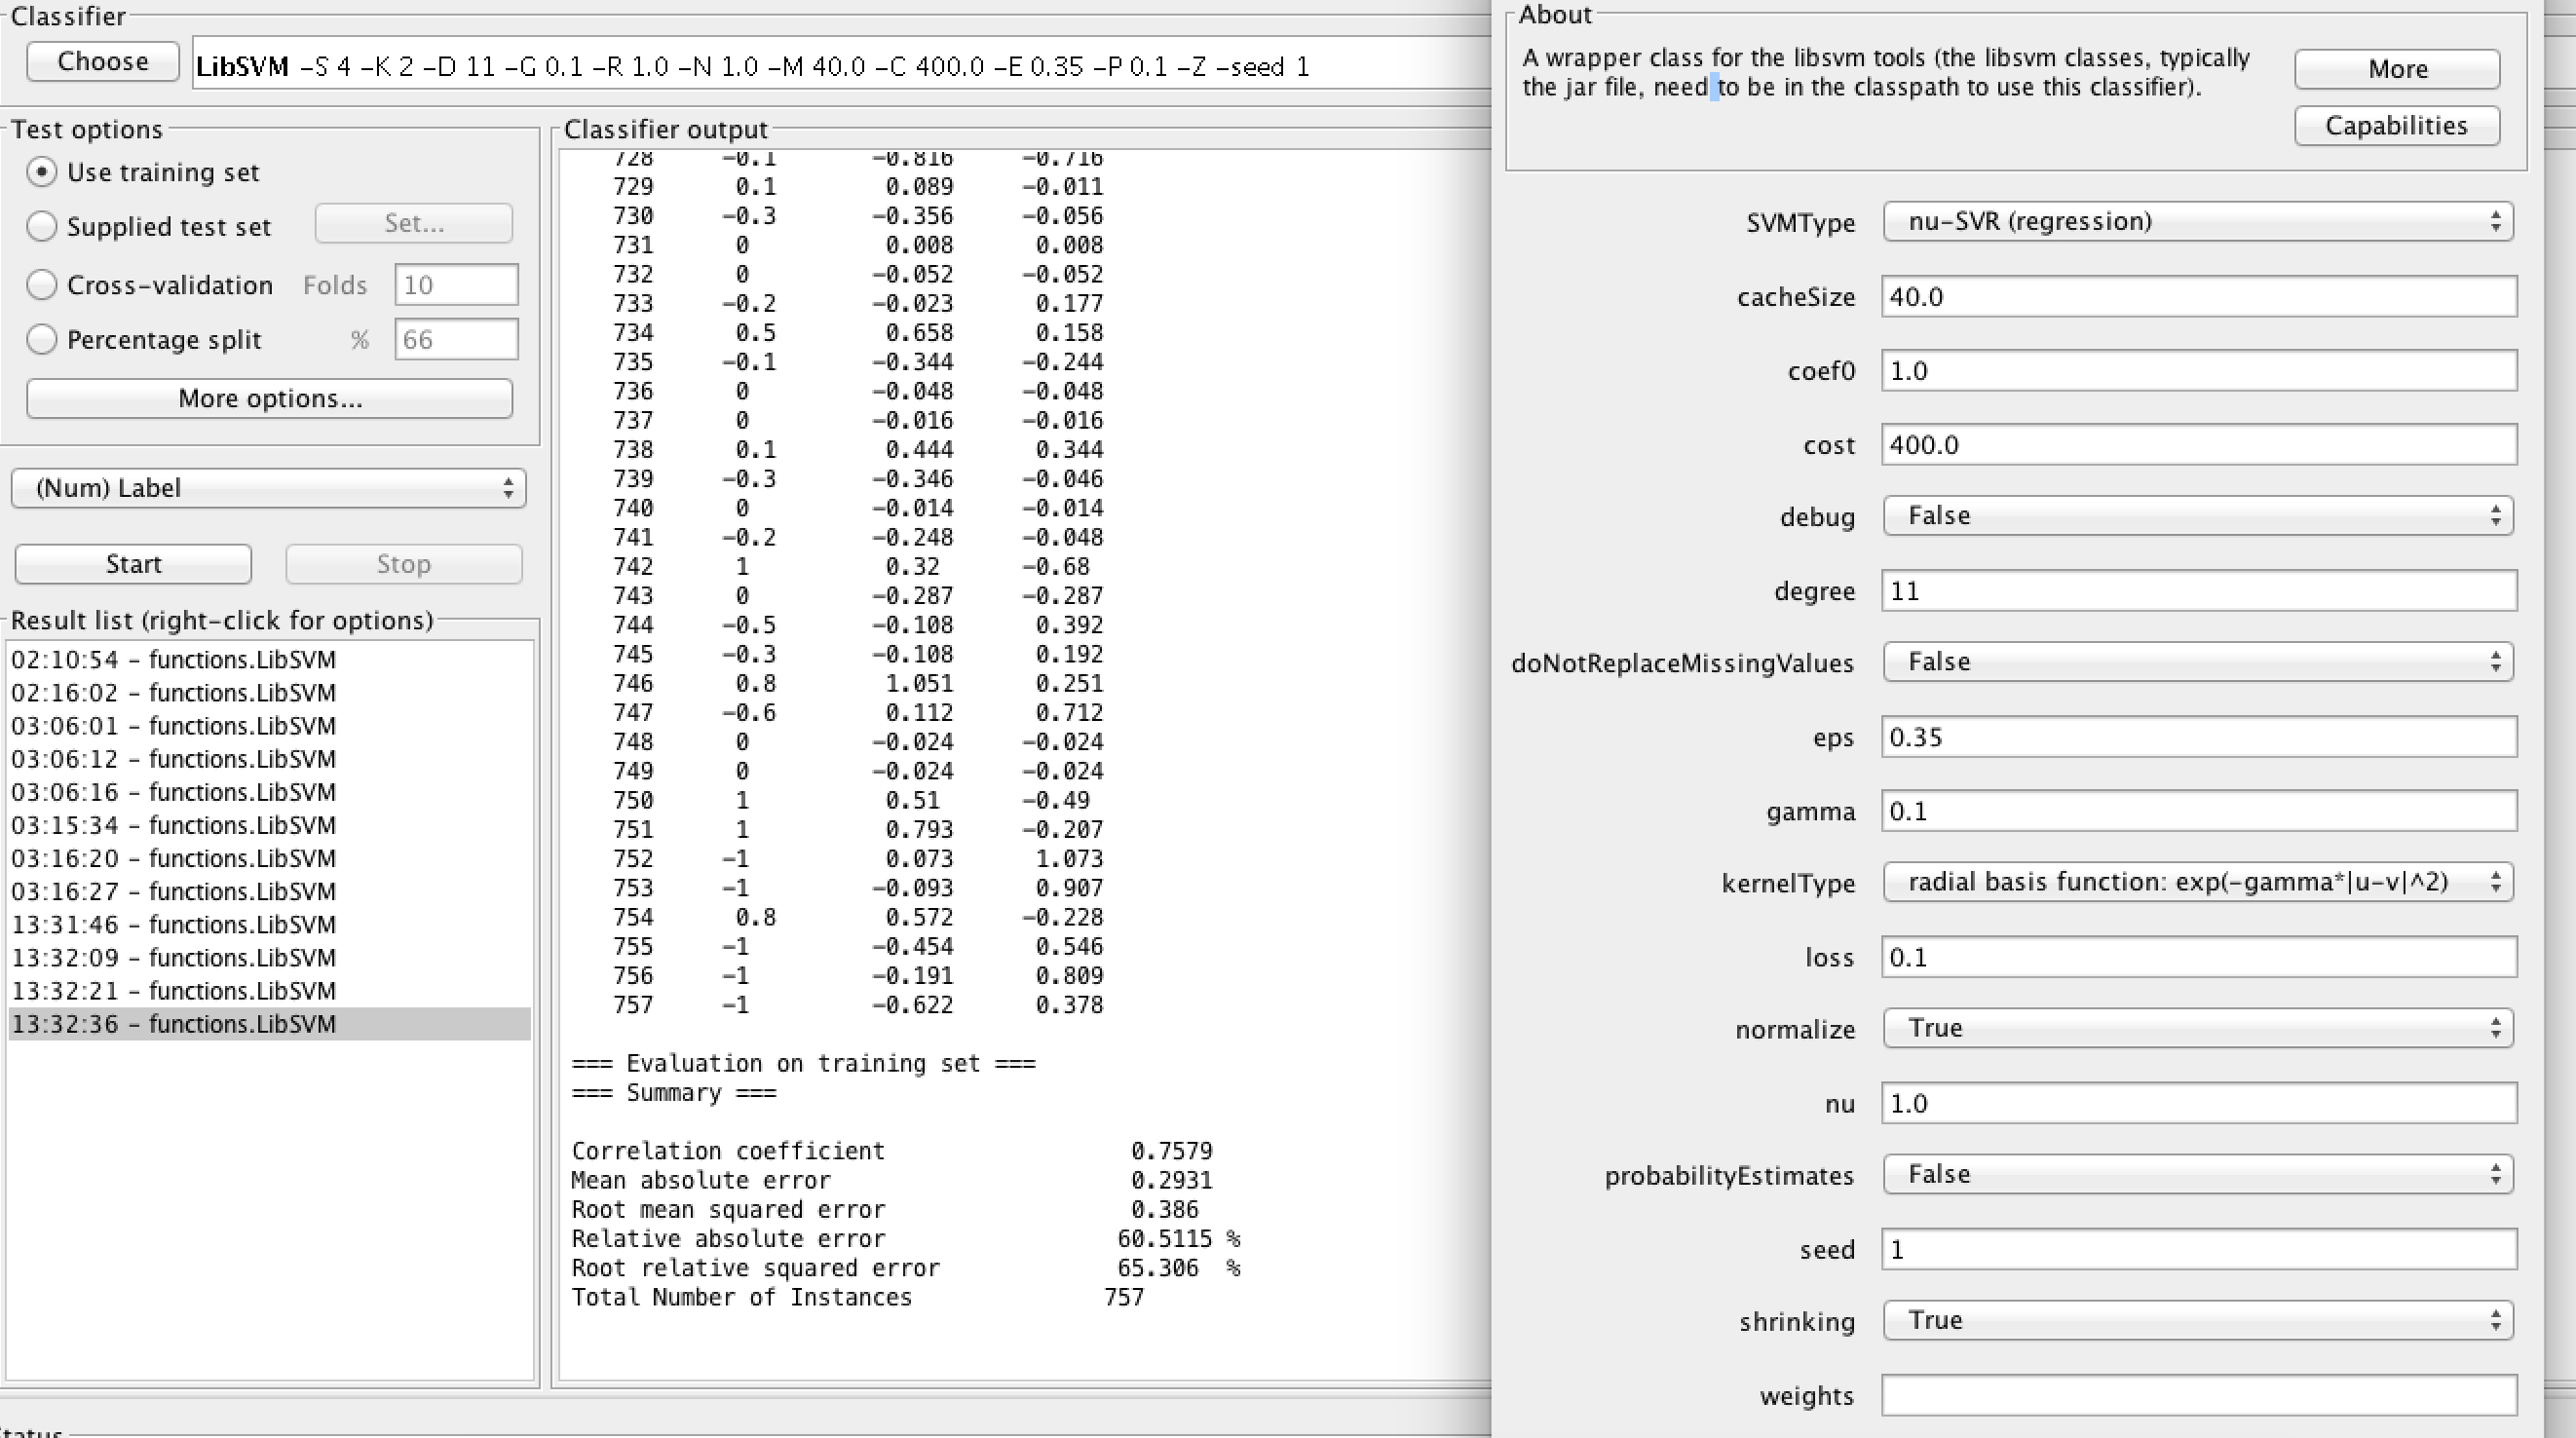 Classifier
Choose
LibSVM -S 4 -K 2 -D 11 -G 0.1 -R 1.0 -N 1.0 -M 40.0 -C 400.0 -E 0.35 -P 0.1 -Z -seed 1
Test options
Use training set
Supplied test set Set...
Cross-validation Folds 10
Percentage split % 66
More options...
(Num) Label
Start Stop
Result list (right-click for options)
02:10:54 - functions.LibSVM
02:16:02 - functions.LibSVM
03:06:01 - functions.LibSVM
03:06:12 - functions.LibSVM
03:06:16 - functions.LibSVM
03:15:34 - functions.LibSVM
03:16:20 - functions.LibSVM
03:16:27 - functions.LibSVM
13:31:46 - functions.LibSVM
13:32:09 - functions.LibSVM
13:32:21 - functions.LibSVM
13:32:36 - functions.LibSVM
Status
Classifier output
728 -0.1 -0.816 -0.716
729 0.1 0.089 -0.011
730 -0.3 -0.356 -0.056
731 0 0.008 0.008
732 0 -0.052 -0.052
733 -0.2 -0.023 0.177
734 0.5 0.658 0.158
735 -0.1 -0.344 -0.244
736 0 -0.048 -0.048
737 0 -0.016 -0.016
738 0.1 0.444 0.344
739 -0.3 -0.346 -0.046
740 0 -0.014 -0.014
741 -0.2 -0.248 -0.048
742 1 0.32 -0.68
743 0 -0.287 -0.287
744 -0.5 -0.108 0.392
745 -0.3 -0.108 0.192
746 0.8 1.051 0.251
747 -0.6 0.112 0.712
748 0 -0.024 -0.024
749 0 -0.024 -0.024
750 1 0.51 -0.49
751 1 0.793 -0.207
752 -1 0.073 1.073
753 -1 -0.093 0.907
754 0.8 0.572 -0.228
755 -1 -0.454 0.546
756 -1 -0.191 0.809
757 -1 -0.622 0.378
=== Evaluation on training set ===
=== Summary ===
Correlation coefficient 0.7579
Mean absolute error 0.2931
Root mean squared error 0.386
Relative absolute error 60.5115 %
Root relative squared error 65.306 %
Total Number of Instances 757
About
A wrapper class for the libsvm tools (the libsvm classes, typically
the jar file, need to be in the classpath to use this classifier).
More
Capabilities
SVMType nu-SVR (regression)
cacheSize 40.0
coef0 1.0
cost 400.0
debug False
degree 11
doNotReplaceMissingValues False
eps 0.35
gamma 0.1
kernelType radial basis function: exp(-gamma*|u-v|^2)
loss 0.1
normalize True
nu 1.0
probabilityEstimates False
seed 1
shrinking True
weights